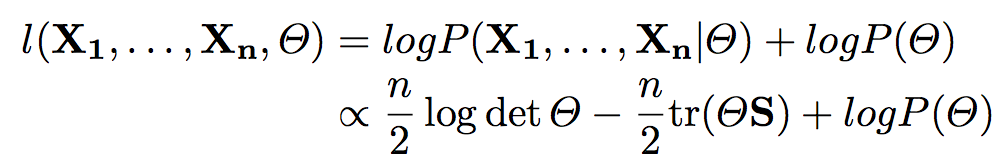 l(X₁, . . . , Xₙ, Θ) = logP(X₁, . . . , Xₙ|Θ) + logP(Θ)
∝ n/2 log det Θ − n/2 tr(ΘS) + logP(Θ)